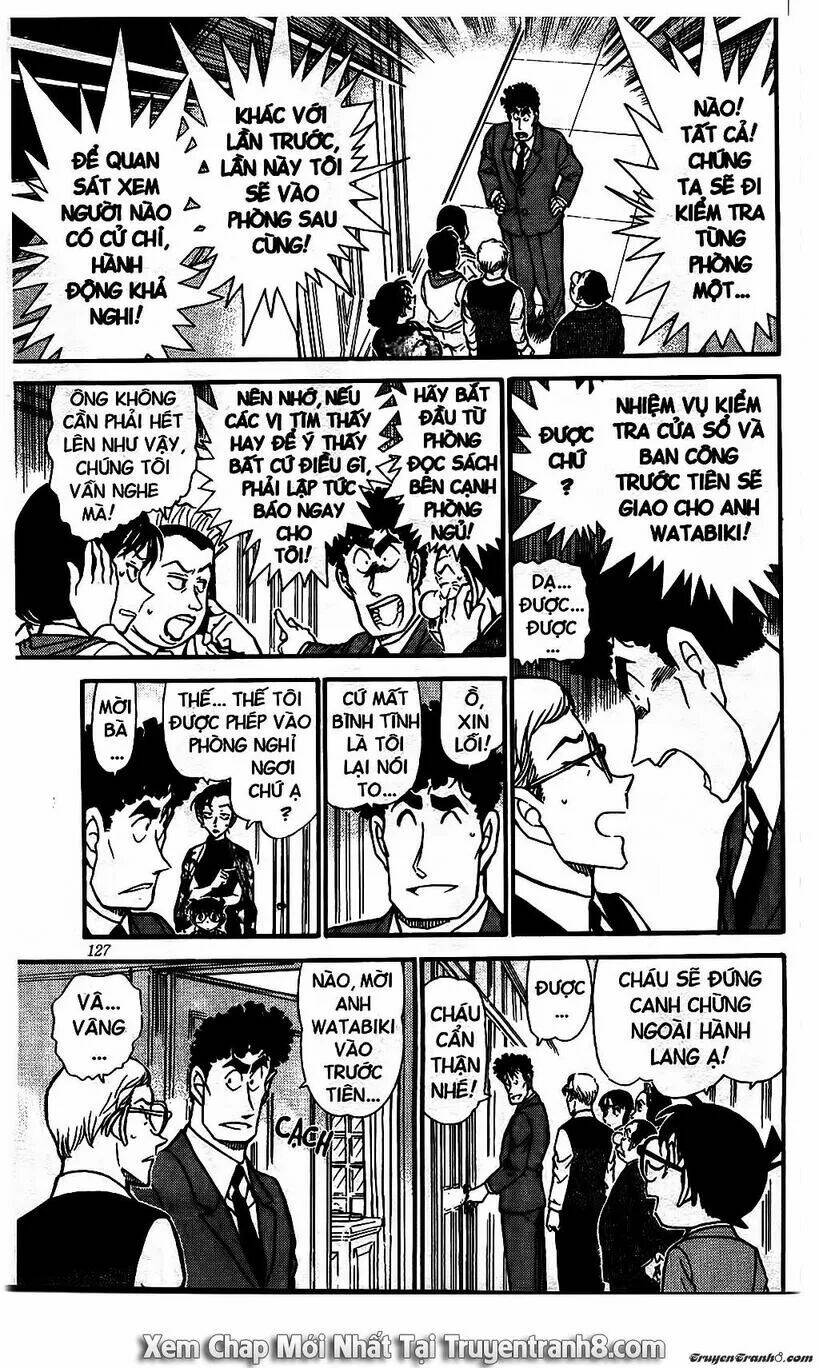 NÀO!
TẤT CẢ!
CHÚNG
TA SẼ ĐI
KIỂM TRA
TỪNG
PHÒNG
MỘT...
KHÁC VỚI
LẦN TRƯỚC,
LẦN NÀY TÔI
SẼ VÀO
PHÒNG SAU
CÙNG!
ĐỂ QUAN
SÁT XEM
NGƯỜI NÀO
CÓ CỬ CHỈ,
HÀNH
ĐỘNG KHẢ
NGHI!
NHIỆM VỤ KIỂM
TRA CỬA SỔ VÀ
BAN CÔNG
TRƯỚC TIÊN SẼ
GIAO CHO ANH
WATABIKI!
ĐƯỢC
CHỨ
?
DẠ...
ĐƯỢC...
ĐƯỢC
...
HÃY BẮT
ĐẦU TỪ
PHÒNG
ĐỌC SÁCH
BÊN CẠNH
PHÒNG
NGỦ!
NÊN NHỚ, NẾU
CÁC VỊ TÌM THẤY
HAY ĐỂ Ý THẤY
BẤT CỨ ĐIỀU GÌ,
PHẢI LẬP TỨC
BÁO NGAY
CHO
TÔI!
ÔNG KHÔNG
CẦN PHẢI HÉT
LÊN NHƯ VẬY,
CHÚNG TÔI
VẪN NGHE
MÀ!
Ồ,
XIN
LỖI!
CỨ MẤT
BÌNH TĨNH
LÀ TÔI
LẠI NÓI
TO...
THẾ... THẾ TÔI
ĐƯỢC PHÉP VÀO
PHÒNG NGHỈ
NGƠI
CHỨ Ạ
?
MỜI
BÀ
...
127
CHÁU SẼ ĐỨNG
CANH CHỪNG
NGOÀI HÀNH
LANG Ạ!
ĐƯỢC
...
CHÁU
CẨN
THẬN
NHÉ!
NÀO, MỜI
ANH
WATABIKI
VÀO
TRƯỚC
TIÊN...
CẠCH
VÂ...
VÂNG
...
Xem Chap Mới Nhất Tại Truyentranh8.com
TruyenTranh8.com